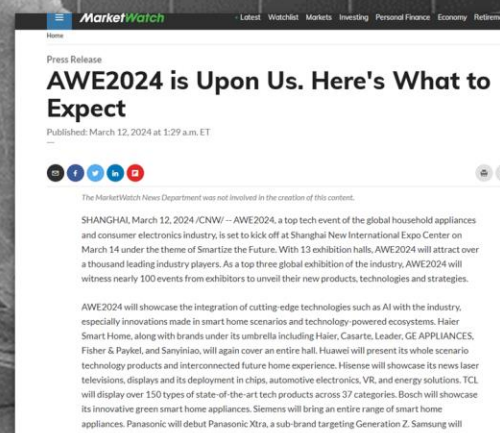 MarketWatch • Latest Watchlist Markets Investing Personal Finance Economy
Home
Press Release
AWE2024 is Upon Us. Here's What to
Expect
Published: March 12, 2024 at 1:29 a.m. ET
The MarketWatch News Department was not involved in the creation of this content.
SHANGHAI, March 12, 2024 /CNW/ -- AWE2024, a top tech event of the global household appliances
and consumer electronics industry, is set to kick off at Shanghai New International Expo Center on
March 14 under the theme of Smartize the Future. With 13 exhibition halls, AWE2024 will attract over
a thousand leading industry players. As a top three global exhibition of the industry, AWE2024 will
witness nearly 100 events from exhibitors to unveil their new products, technologies and strategies.
AWE2024 will showcase the integration of cutting-edge technologies such as AI with the industry,
especially innovations made in smart home scenarios and technology-powered ecosystems. Haier
Smart Home, along with brands under its umbrella including Haier, Casarte, Leader, GE APPLIANCES,
Fisher & Paykel, and Sanyiniao, will again cover an entire hall. Huawei will present its whole scenario
technology products and interconnected future home experience. Hisense will showcase its news laser
televisions, displays and its deployment in chips, automotive electronics, VR, and energy solutions. TCL
will display over 150 types of state-of-the-art tech products across 37 categories. Bosch will showcase
its innovative green smart home appliances. Siemens will bring an entire range of smart home
appliances. Panasonic will debut Panasonic Xtra, a sub-brand targeting Generation Z. Samsung will